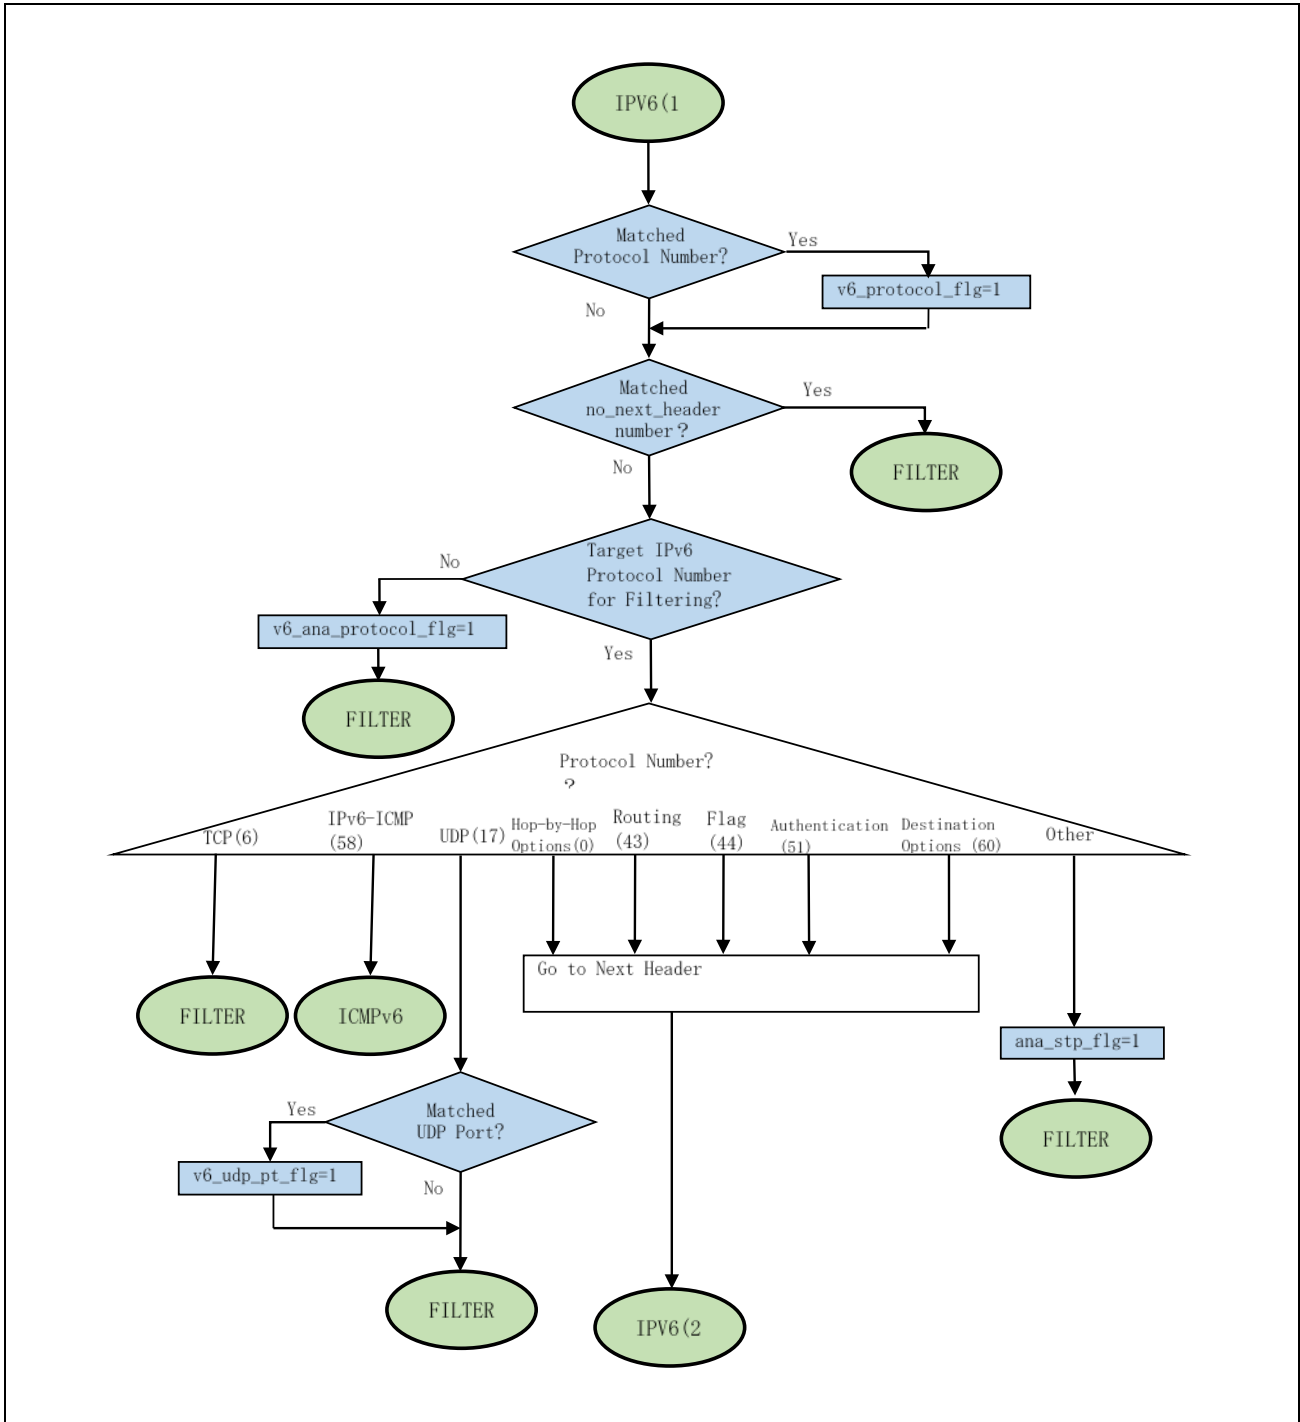 IPV6(1
Matched
Protocol Number?
Yes
v6_protocol_flg=1
No
Matched
no_next_header
number？
Yes
FILTER
No
Target IPv6
Protocol Number
for Filtering?
No
v6_ana_protocol_flg=1
FILTER
Yes
Protocol Number?
?
TCP(6)
IPv6-ICMP
(58)
UDP(17)
Hop-by-Hop
Options(0)
Routing
(43)
Flag
(44)
Authentication
(51)
Destination
Options (60)
Other
Go to Next Header
FILTER
ICMPv6
ana_stp_flg=1
FILTER
Matched
UDP Port?
Yes
v6_udp_pt_flg=1
No
FILTER
IPV6(2